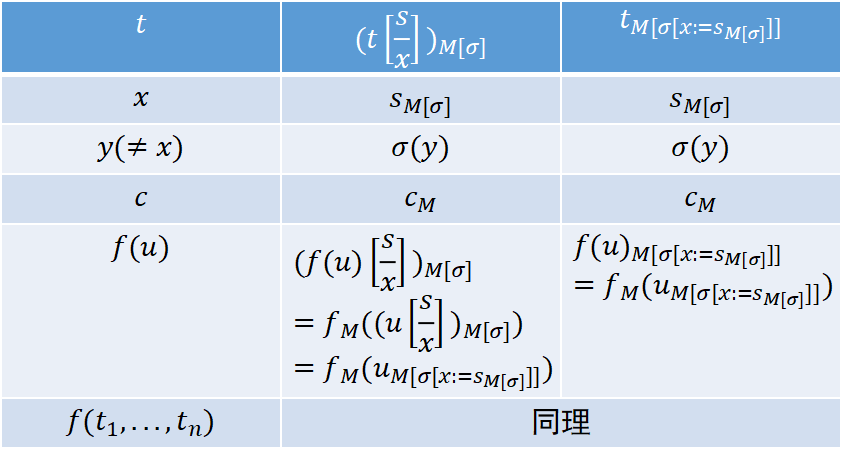 t (t[s/x])_{M[σ]} t_{M[σ[x:=s_{M[σ]}]]}
x s_{M[σ]} s_{M[σ]}
y(≠ x) σ(y) σ(y)
c c_M c_M
f(u) (f(u)[s/x])_{M[σ]} f(u)_{M[σ[x:=s_{M[σ]}]]}
= f_M((u[s/x])_{M[σ]}) = f_M(u_{M[σ[x:=s_{M[σ]}]]})
= f_M(u_{M[σ[x:=s_{M[σ]}]]})
f(t_1,...,t_n) 同理